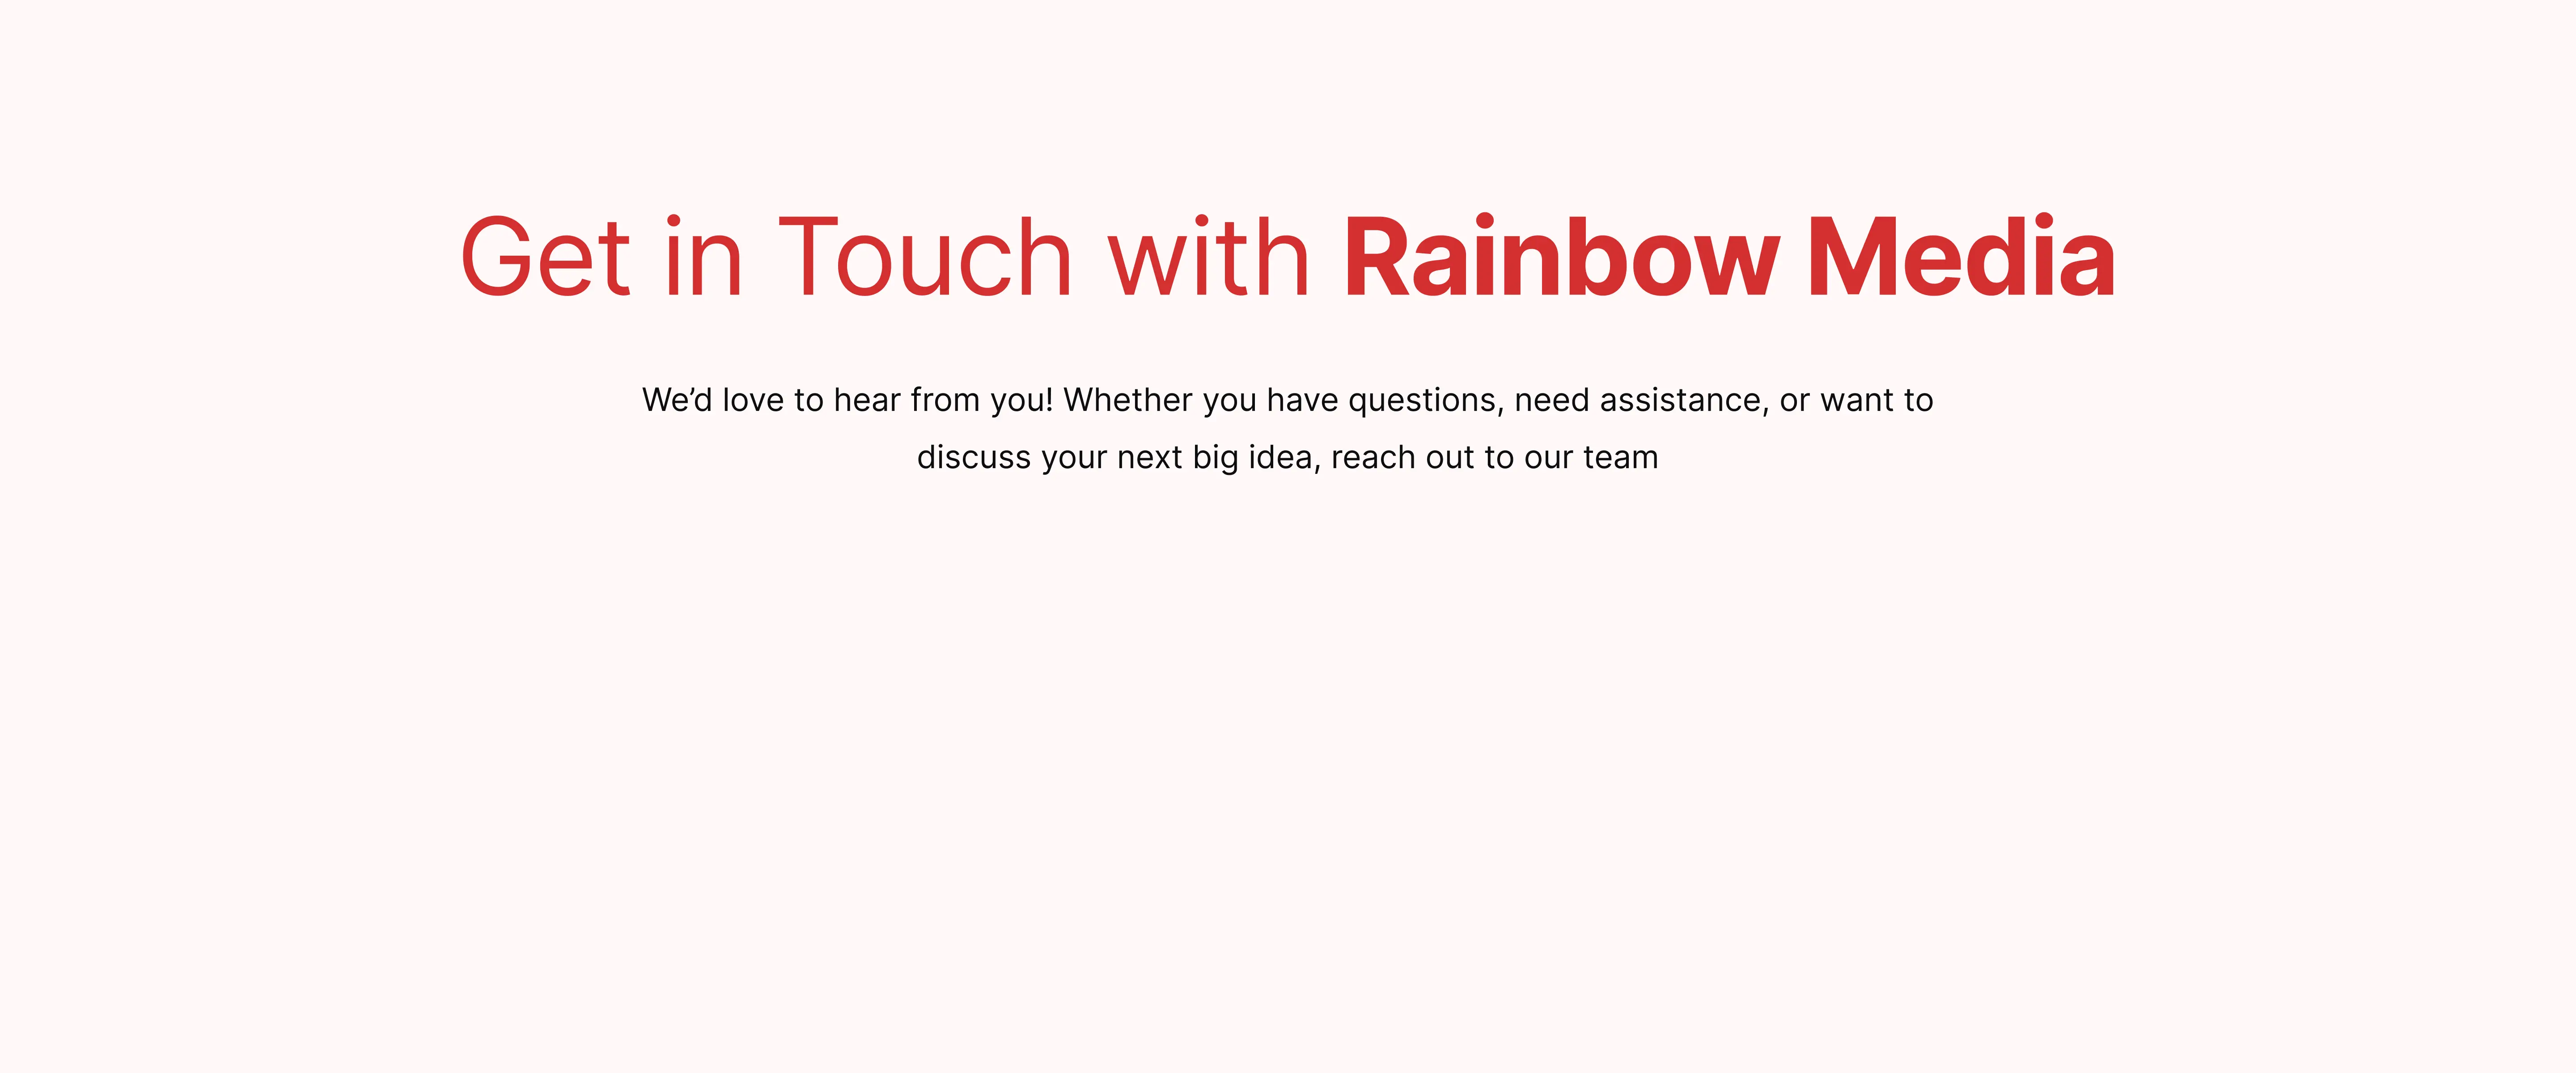 Get in Touch with Rainbow Media
We’d love to hear from you! Whether you have questions, need assistance, or want to
discuss your next big idea, reach out to our team